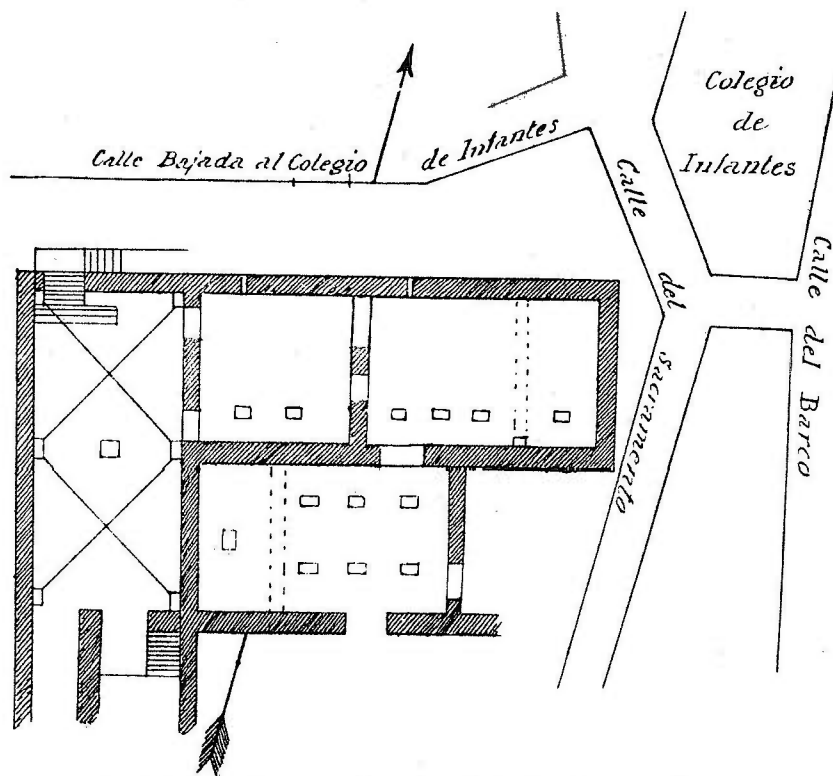 Calle Bajada al Colegio de Infantes
Colegio
de
Infantes
Calle del Sacramento
Calle del Barco